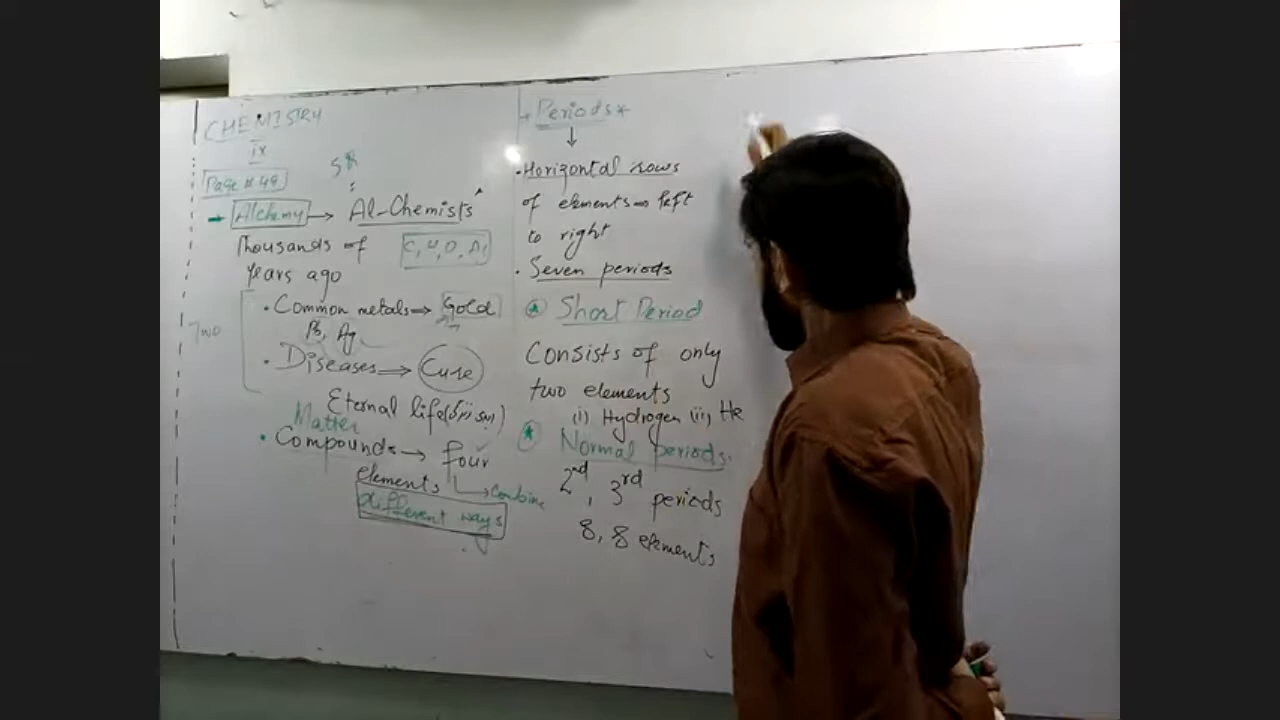 CHEMISTRY
ix
Page # 49
Alchemy → Al-Chemists
Thousands of
years ago
C, H, O, N
Two
• Common metals ⇒ Gold
Pb, Ag
• Diseases ⇒ Cure
Eternal life
Matter
• Compounds → four
elements
→ Combine
different ways
* Periods *
↓
• Horizontal rows
of elements ⇒ left
to right
• Seven periods
Short Period
Consists of only
two elements
(i) Hydrogen (ii) He
* Normal periods.
2nd, 3rd periods
8, 8 elements